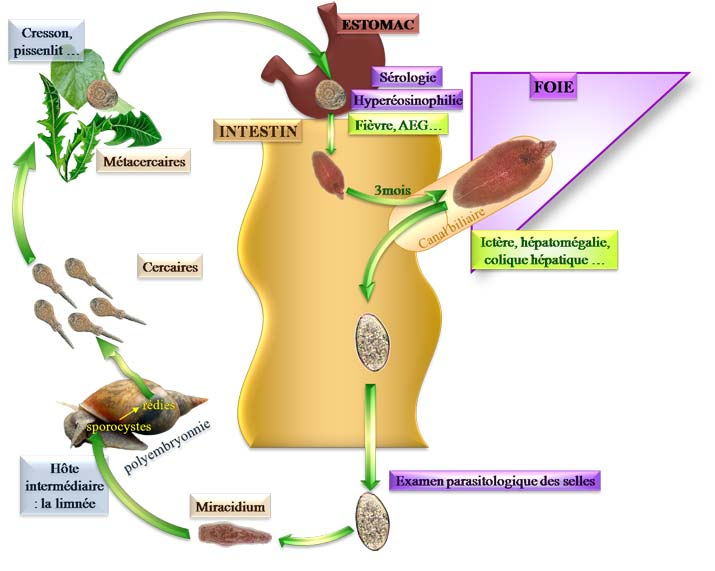 Cresson,
pissenlit …
ESTOMAC
Sérologie
Hyperéosinophilie
FOIE
INTESTIN
Fièvre, AEG…
Métacercaires
3mois
Canal biliaire
Ictère, hépatomégalie,
colique hépatique …
Cercaires
rédies
sporocystes
polyembryonnie
Hôte
intermédiaire
: la limnée
Examen parasitologique des selles
Miracidium